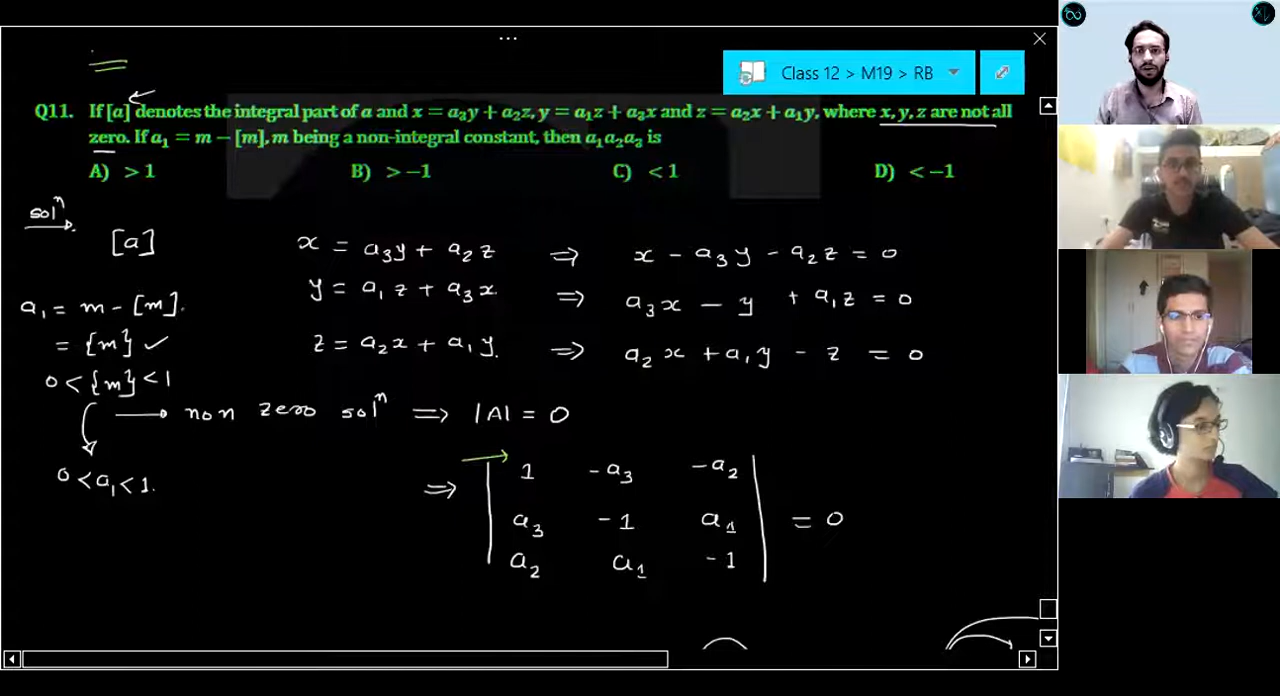 Class 12 > M19 > RB
Q11. If [a] denotes the integral part of a and x = a₃y + a₂z, y = a₁z + a₃x and z = a₂x + a₁y, where x, y, z are not all
zero. If a₁ = m − [m], m being a non-integral constant, then a₁a₂a₃ is
A) > 1 B) > −1 C) < 1 D) < −1
solⁿ
[a]
x = a₃y + a₂z ⇒ x - a₃y - a₂z = 0
a₁ = m - [m].
y = a₁z + a₃x. ⇒ a₃x - y + a₁z = 0
= {m} ✓
z = a₂x + a₁y. ⇒ a₂x + a₁y - z = 0
0 < {m} < 1
→ non zero solⁿ ⇒ |A| = 0
0 < a₁ < 1.
⇒ | 1 -a₃ -a₂ |
| a₃ -1 a₁ | = 0
| a₂ a₁ -1 |